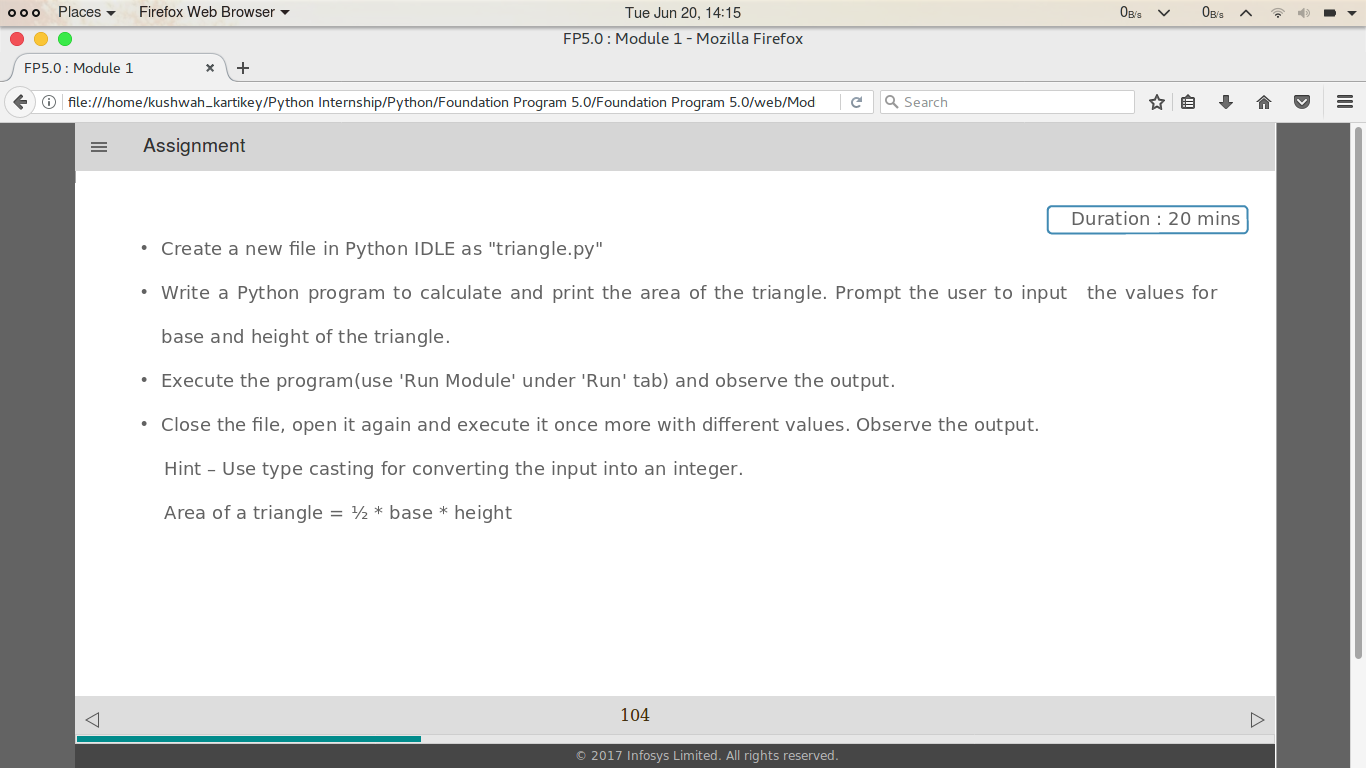 Places Firefox Web Browser Tue Jun 20, 14:15 0B/s 0B/s
FP5.0 : Module 1 - Mozilla Firefox
FP5.0 : Module 1
file:///home/kushwah_kartikey/Python Internship/Python/Foundation Program 5.0/Foundation Program 5.0/web/Mod Search
Assignment
Duration : 20 mins
• Create a new file in Python IDLE as "triangle.py"
• Write a Python program to calculate and print the area of the triangle. Prompt the user to input the values for
base and height of the triangle.
• Execute the program(use 'Run Module' under 'Run' tab) and observe the output.
• Close the file, open it again and execute it once more with different values. Observe the output.
Hint – Use type casting for converting the input into an integer.
Area of a triangle = ½ * base * height
104
© 2017 Infosys Limited. All rights reserved.